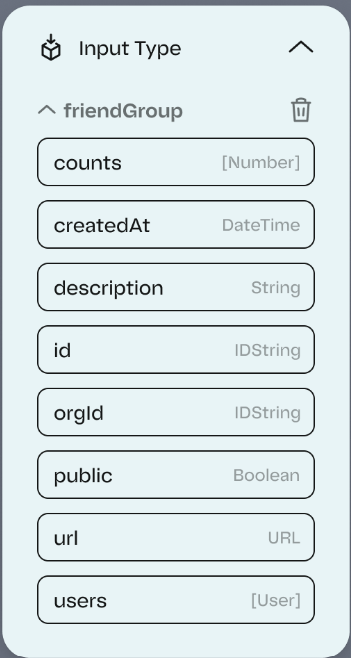 Input Type
friendGroup
counts [Number]
createdAt DateTime
description String
id IDString
orgId IDString
public Boolean
url URL
users [User]